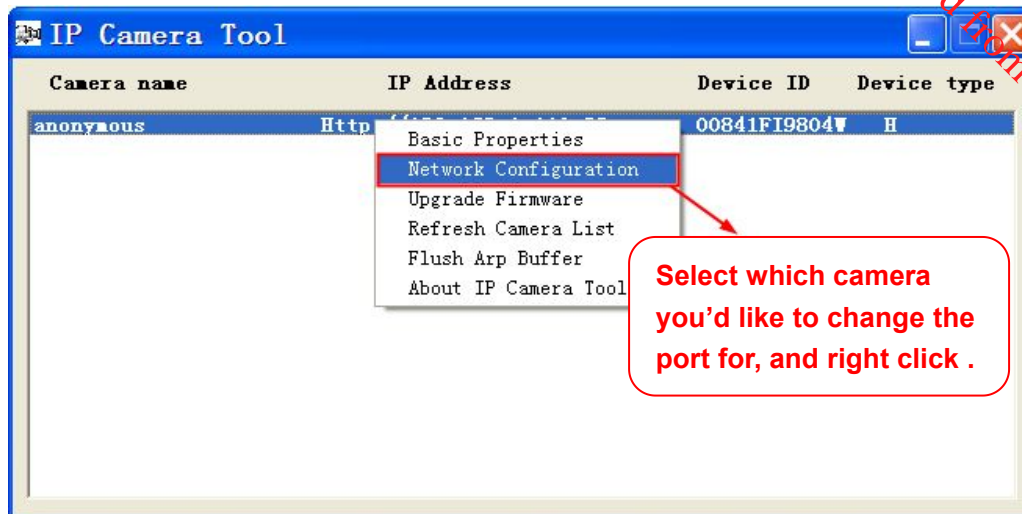 IP Camera Tool
Camera name IP Address Device ID Device type
anonymous Http 00841FI9804W H
Basic Properties
Network Configuration
Upgrade Firmware
Refresh Camera List
Flush Arp Buffer
About IP Camera Tool
Select which camera
you’d like to change the
port for, and right click .
from